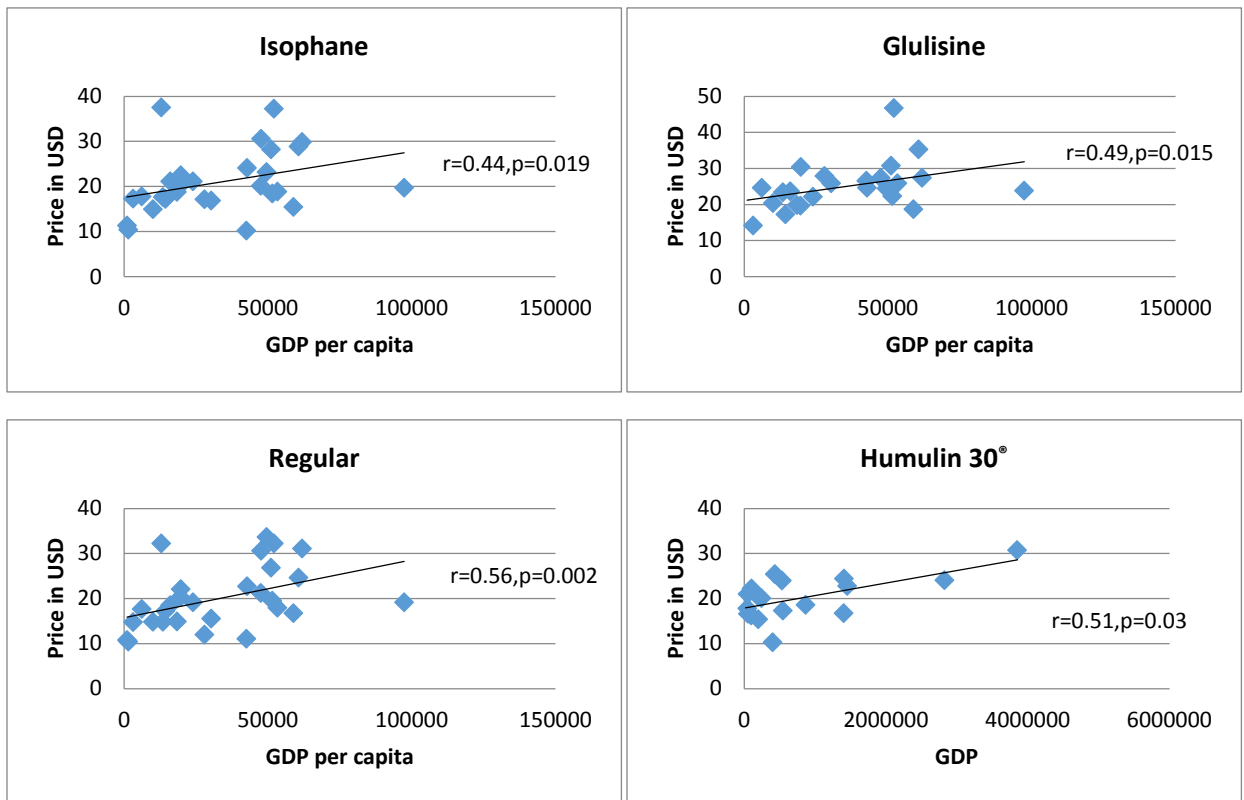 Isophane
Price in USD
40
30
20
10
0
r=0.44,p=0.019
0 50000 100000 150000
GDP per capita
Glulisine
Price in USD
50
40
30
20
10
0
r=0.49,p=0.015
0 50000 100000 150000
GDP per capita
Regular
Price in USD
40
30
20
10
0
r=0.56,p=0.002
0 50000 100000 150000
GDP per capita
Humulin 30®
Price in USD
40
30
20
10
0
r=0.51,p=0.03
0 2000000 4000000 6000000
GDP